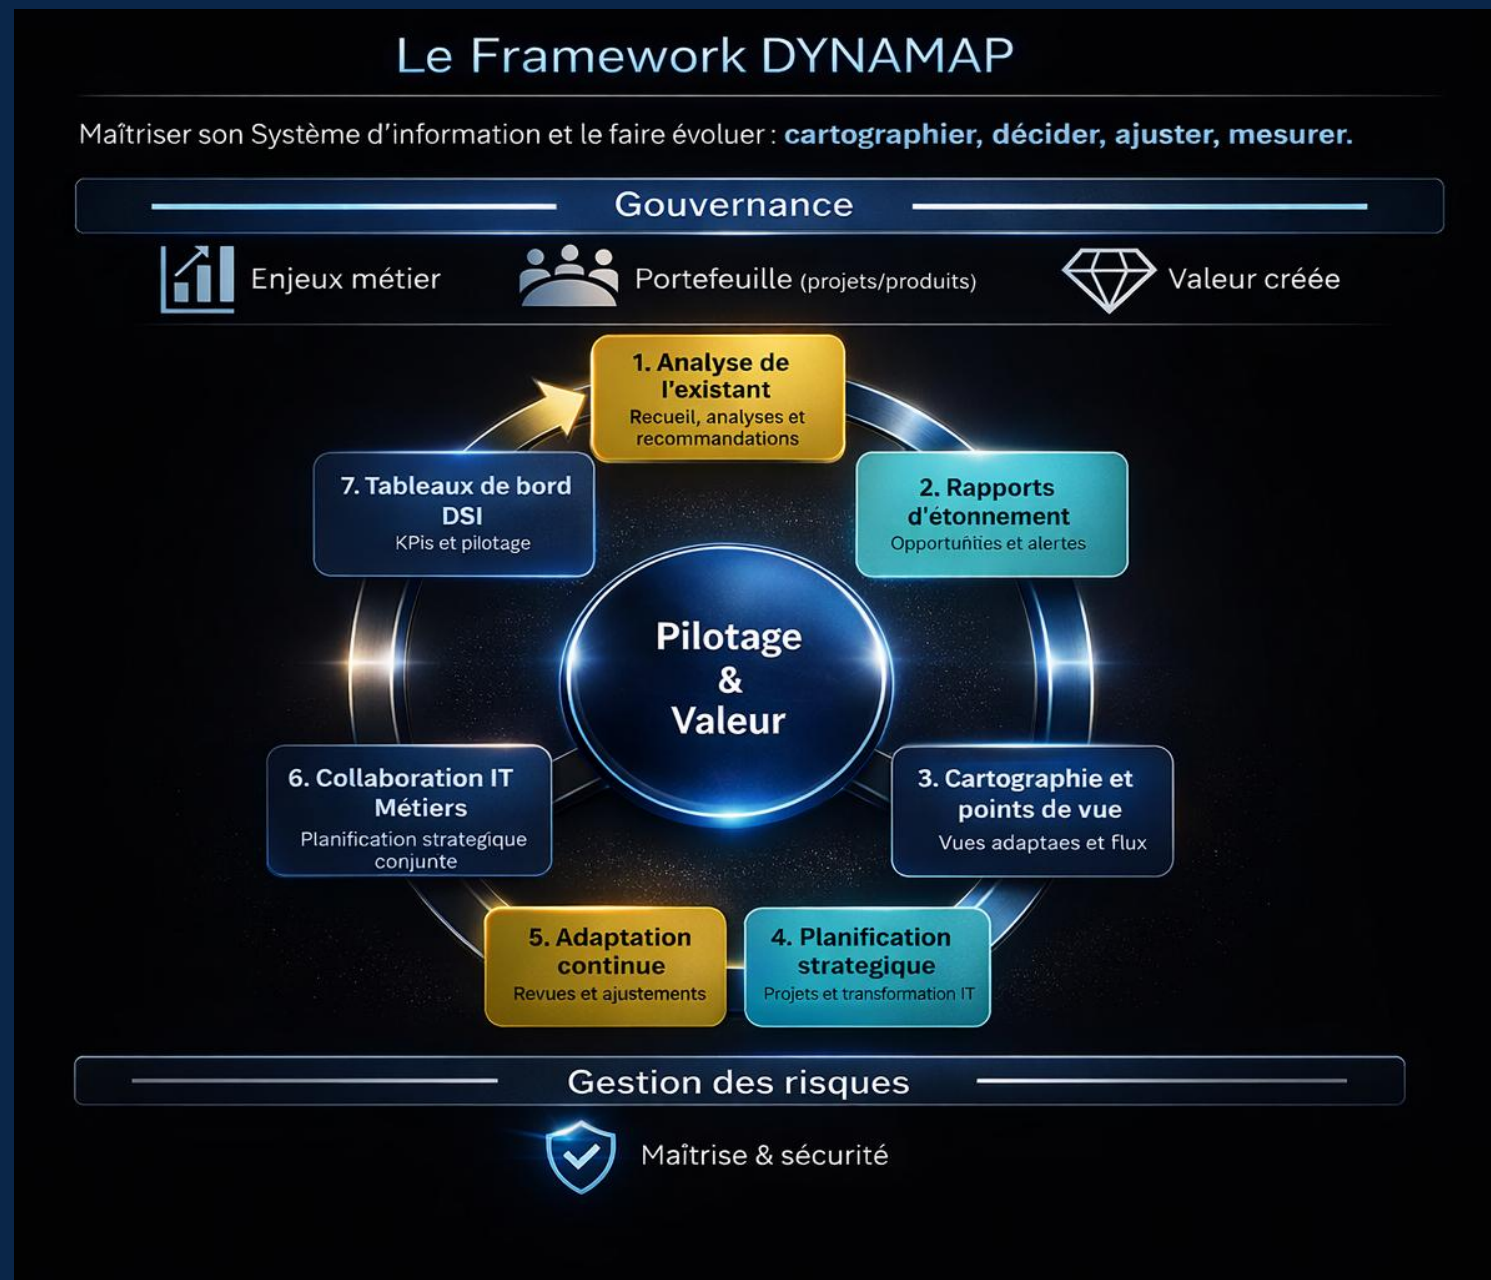 Le Framework DYNAMAP
Maîtriser son Système d'information et le faire évoluer : cartographier, décider, ajuster, mesurer.
Gouvernance
Enjeux métier
Portefeuille (projets/produits)
Valeur créée
1. Analyse de
l'existant
Recueil, analyses et
recommandations
2. Rapports
d'étonnement
Opportunities et alertes
3. Cartographie et
points de vue
Vues adaptaes et flux
4. Planification
strategique
Projets et transformation IT
5. Adaptation
continue
Revues et ajustements
6. Collaboration IT
Métiers
Planification strategique
conjunte
7. Tableaux de bord
DSI
KPis et pilotage
Pilotage
&
Valeur
Gestion des risques
Maîtrise & sécurité